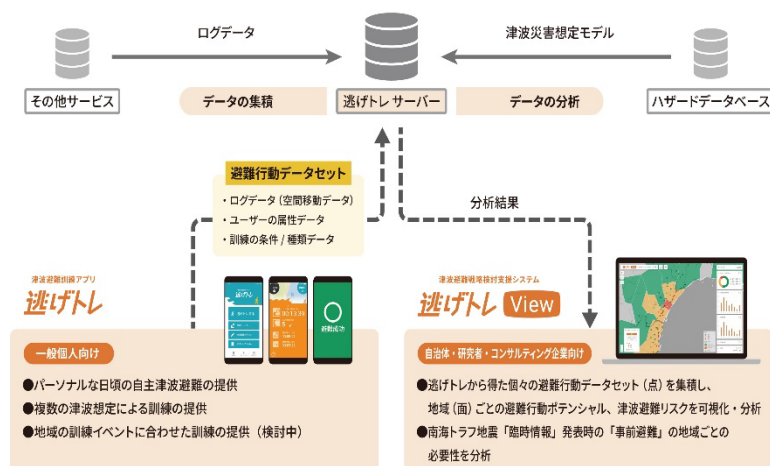 ログデータ
津波災害想定モデル
その他サービス
データの集積
逃げトレ サーバー
データの分析
ハザードデータベース
避難行動データセット
・ログデータ（空間移動データ）
・ユーザーの属性データ
・訓練の条件 / 種類データ
分析結果
津波避難訓練アプリ
逃げトレ
避難成功
津波避難戦略検討支援システム
逃げトレ View
一般個人向け
●パーソナルな日頃の自主津波避難の提供
●複数の津波想定による訓練の提供
●地域の訓練イベントに合わせた訓練の提供（検討中）
自治体・研究者・コンサルティング企業向け
●逃げトレから得た個々の避難行動データセット（点）を集積し、
地域（面）ごとの避難行動ポテンシャル、津波避難リスクを可視化・分析
●南海トラフ地震「臨時情報」発表時の「事前避難」の地域ごとの
必要性を分析